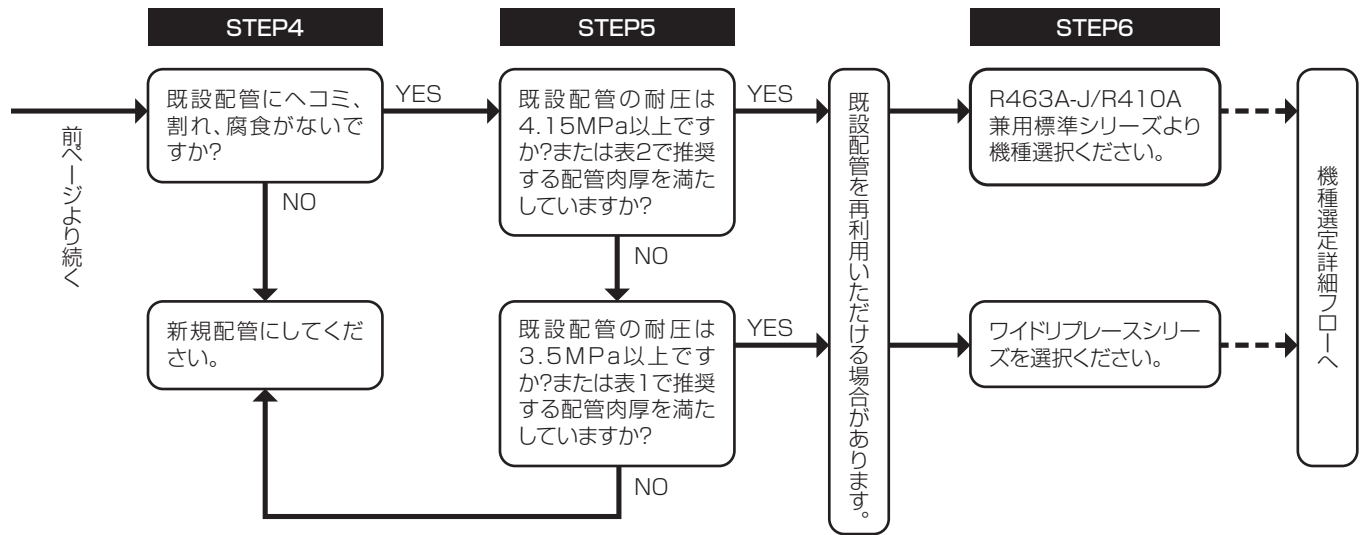 STEP4
STEP5
STEP6
前ページより続く
既設配管にヘコミ、
割れ、腐食がないで
すか?
YES
NO
新規配管にしてくだ
さい。
既設配管の耐圧は
4.15MPa以上です
か?または表2で推奨
する配管肉厚を満た
していますか?
YES
NO
既設配管の耐圧は
3.5MPa以上です
か?または表1で推奨
する配管肉厚を満た
していますか?
YES
NO
既設配管を再利用いただける場合があります。
R463A-J/R410A
兼用標準シリーズより
機種選択ください。
ワイドリプレースシリー
ズを選択ください。
機種選定詳細フローへ